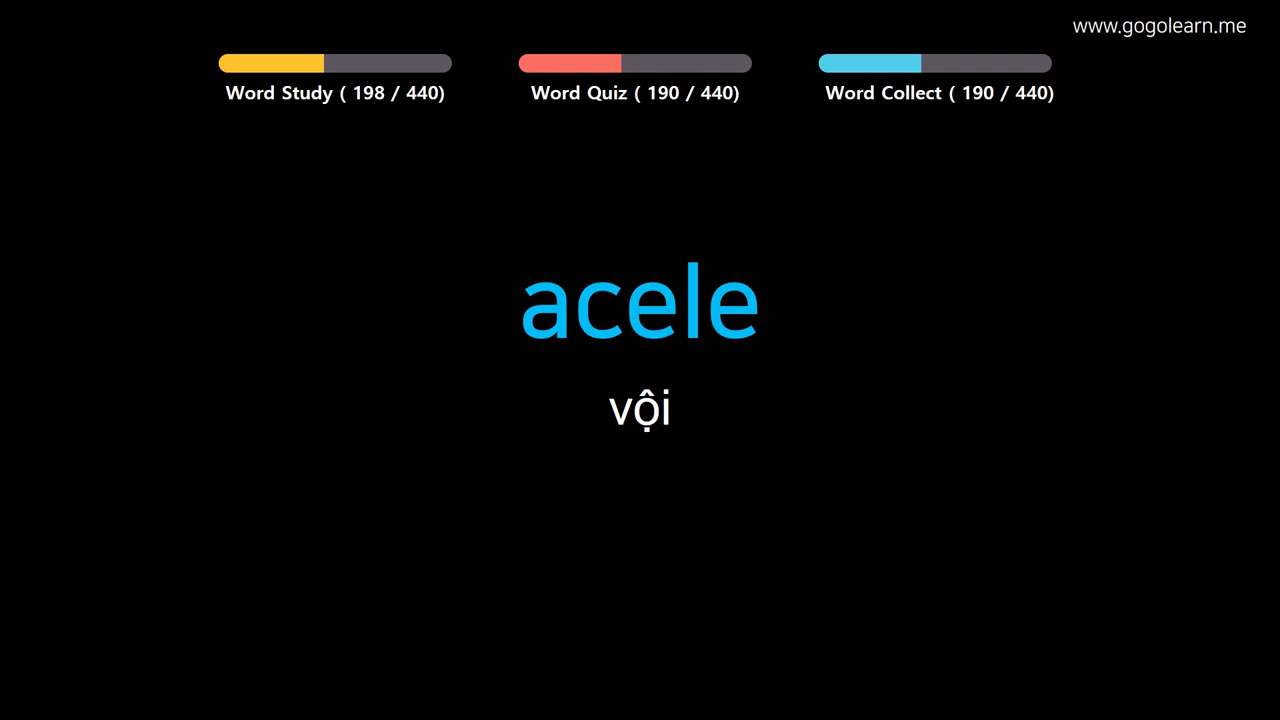 www.gogolearn.me
Word Study ( 198 / 440)
Word Quiz ( 190 / 440)
Word Collect ( 190 / 440)
acele
vội